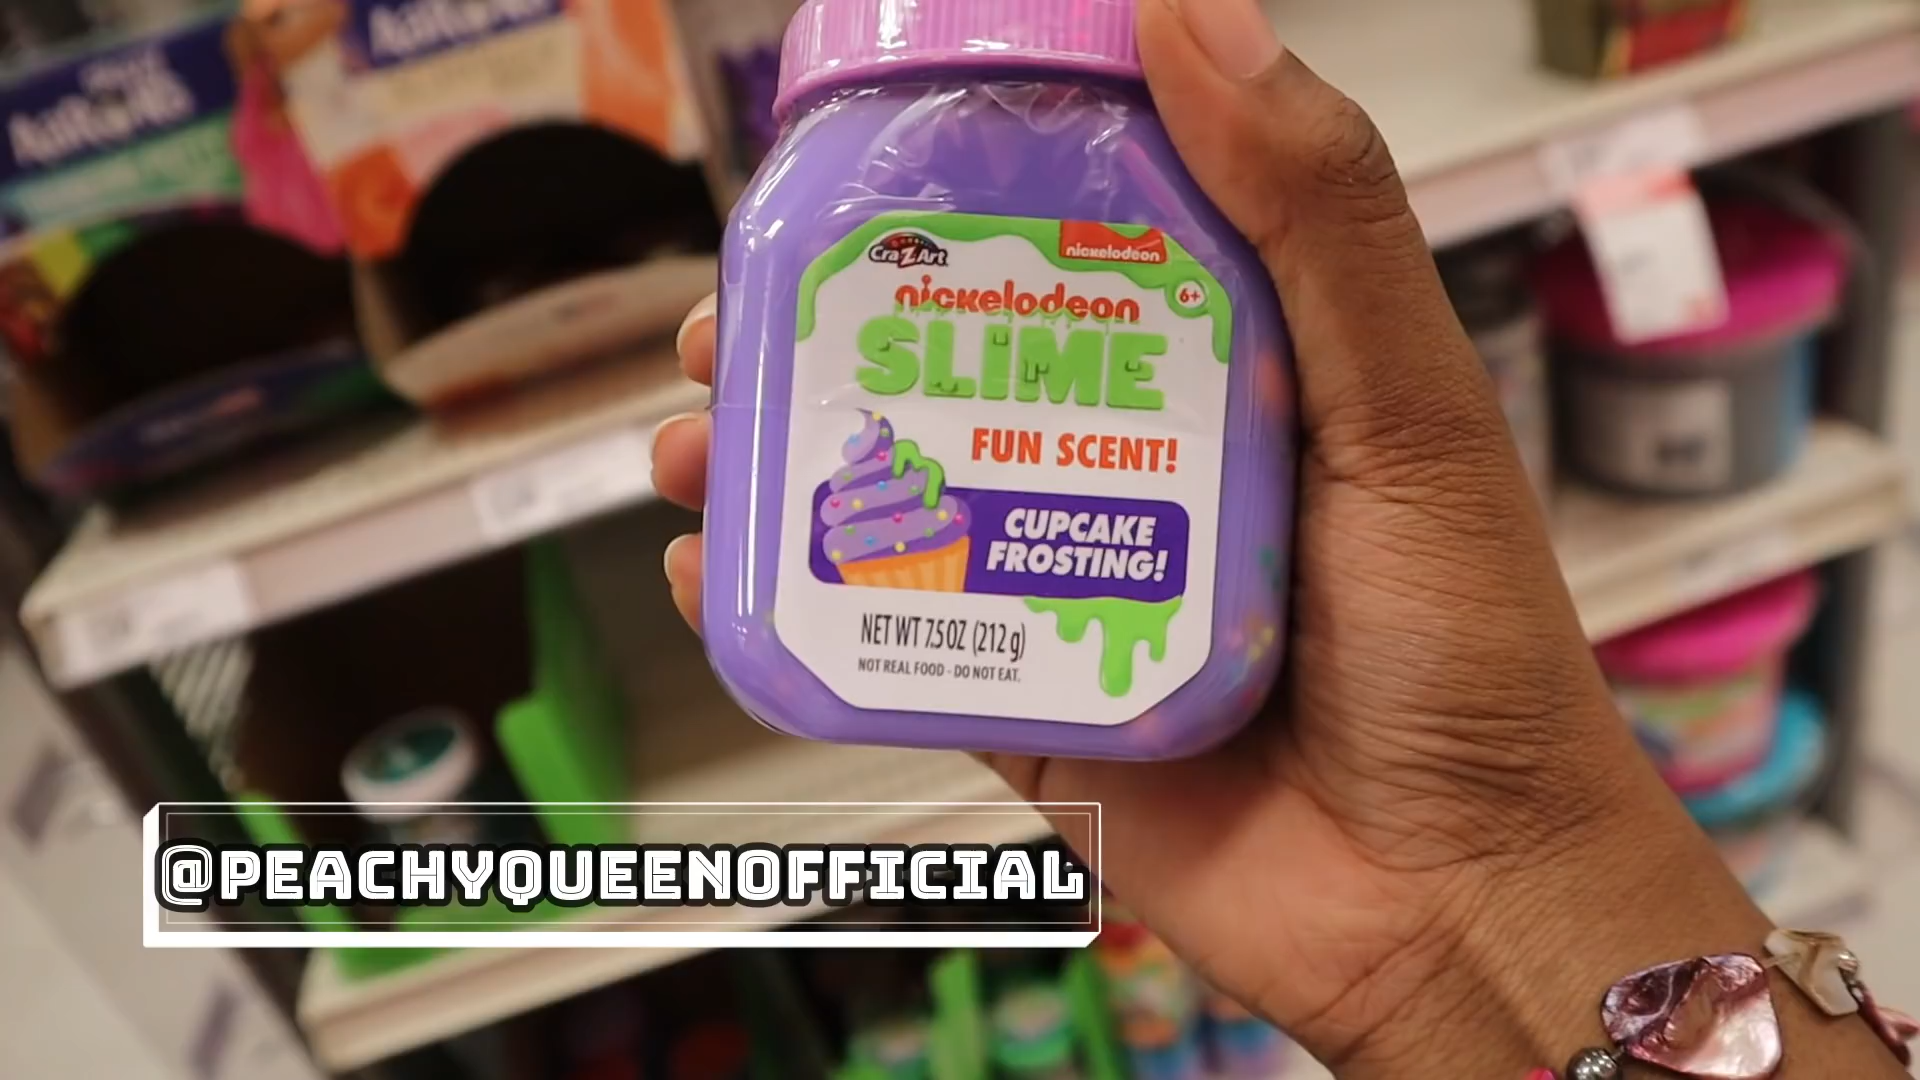 Cra Z Art
nickelodeon
nickelodeon
6+
SLIME
FUN SCENT!
CUPCAKE
FROSTING!
NET WT 7.5 OZ (212 g)
NOT REAL FOOD - DO NOT EAT.
@PEACHYQUEENOFFICIAL